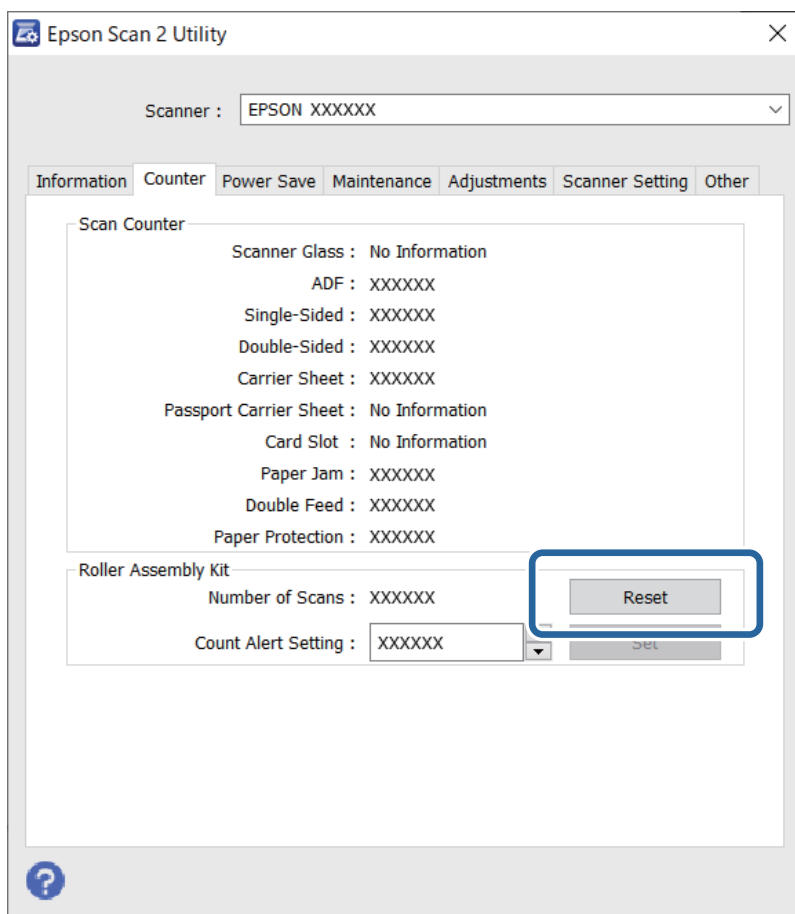 Epson Scan 2 Utility
Scanner : EPSON XXXXXX
Information Counter Power Save Maintenance Adjustments Scanner Setting Other
Scan Counter
Scanner Glass : No Information
ADF : XXXXXX
Single-Sided : XXXXXX
Double-Sided : XXXXXX
Carrier Sheet : XXXXXX
Passport Carrier Sheet : No Information
Card Slot : No Information
Paper Jam : XXXXXX
Double Feed : XXXXXX
Paper Protection : XXXXXX
Roller Assembly Kit
Number of Scans : XXXXXX Reset
Count Alert Setting : XXXXXX Set
?